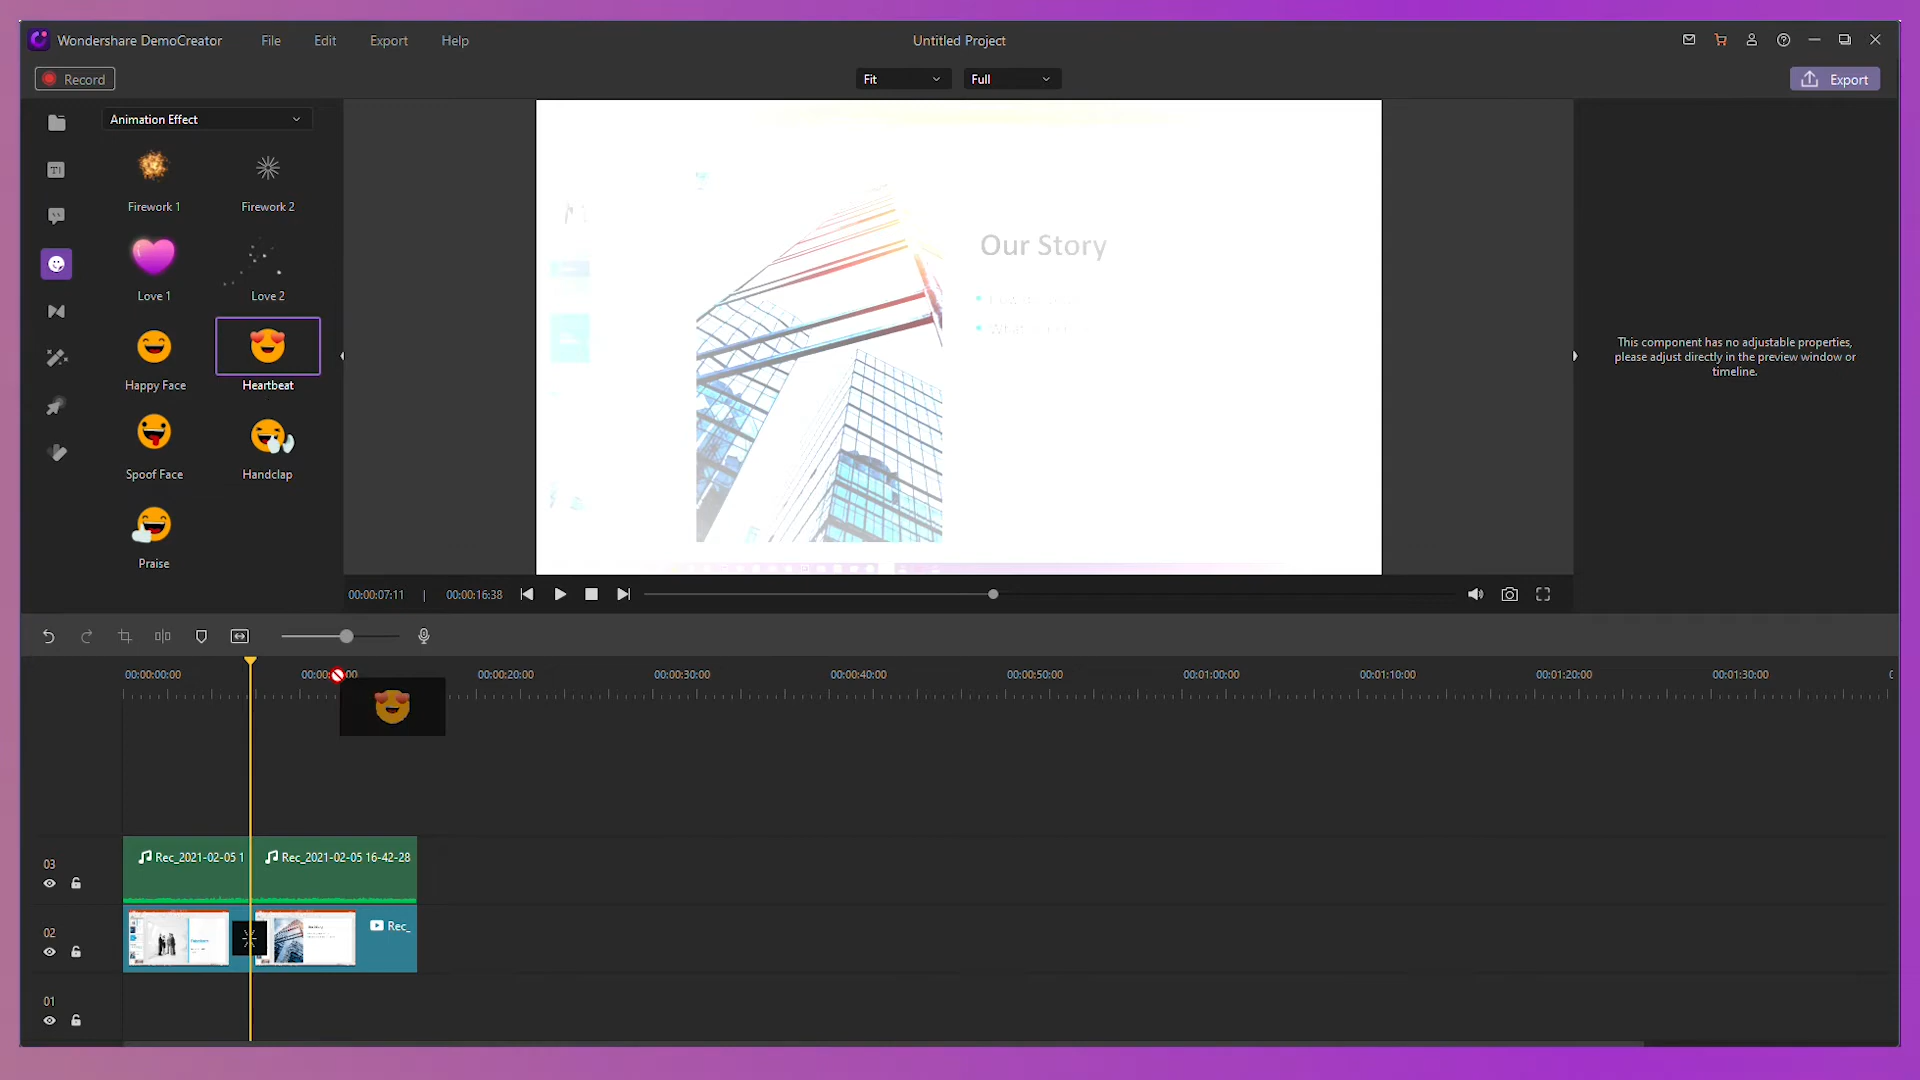 Wondershare DemoCreator File Edit Export Help Untitled Project
Record Fit Full Export
Animation Effect
Firework 1 Firework 2
Love 1 Love 2
Happy Face Heartbeat
Spoof Face Handclap
Praise
Our Story
This component has no adjustable properties,
please adjust directly in the preview window or
timeline.
00:00:07:11 | 00:00:16:38
00:00:00:00 00:00:20:00 00:00:30:00 00:00:40:00 00:00:50:00 00:01:00:00 00:01:10:00 00:01:20:00 00:01:30:00
03 Rec_2021-02-05 1 Rec_2021-02-05 16-42-28
02 Rec_
01